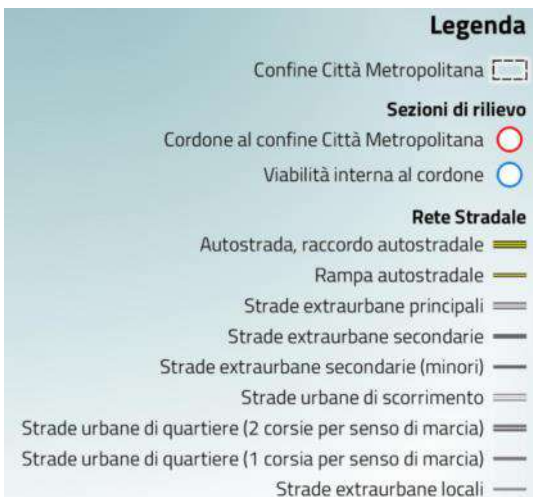 Legenda
Confine Città Metropolitana
Sezioni di rilievo
Cordone al confine Città Metropolitana
Viabilità interna al cordone
Rete Stradale
Autostrada, raccordo autostradale
Rampa autostradale
Strade extraurbane principali
Strade extraurbane secondarie
Strade extraurbane secondarie (minori)
Strade urbane di scorrimento
Strade urbane di quartiere (2 corsie per senso di marcia)
Strade urbane di quartiere (1 corsia per senso di marcia)
Strade extraurbane locali